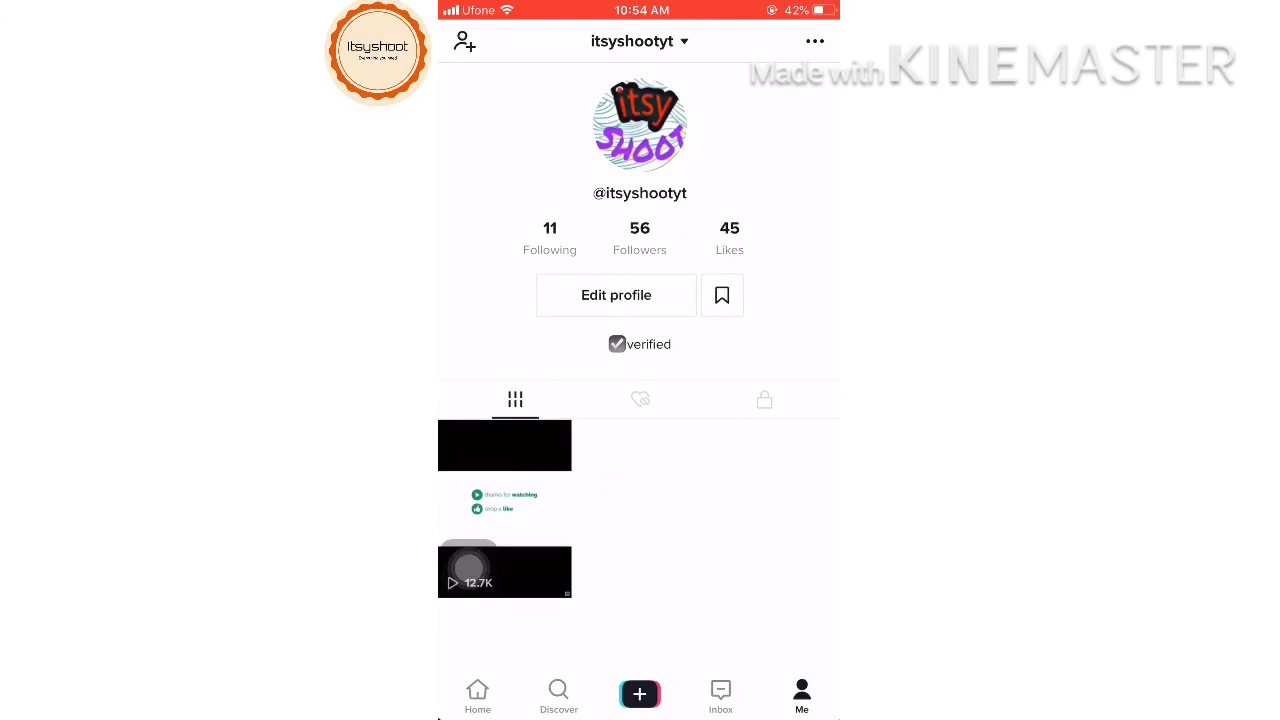 Ufone
10:54 AM
42%
Itsyshoot
itsyshootyt
Made with KINEMASTER
itsy
SHOOT
@itsyshootyt
11
56
45
Following
Followers
Likes
Edit profile
verified
thanks for watching
drop a like
12.7K
Home
Discover
Inbox
Me